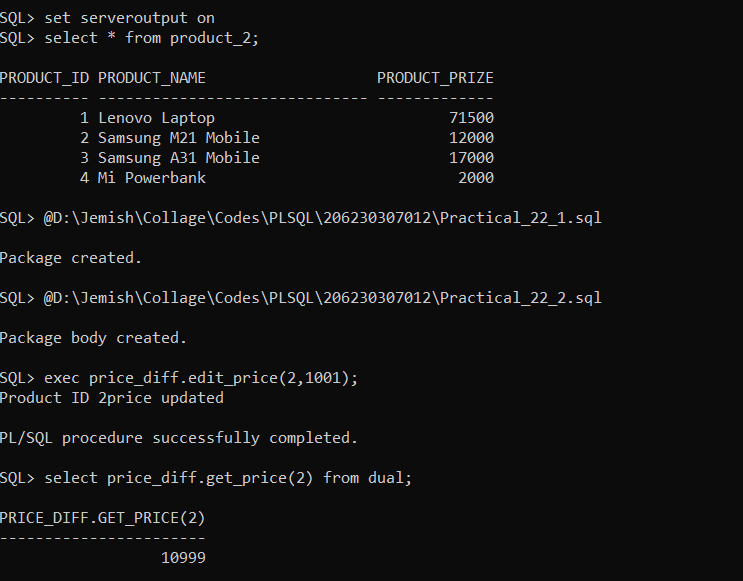 SQL> set serveroutput on
SQL> select * from product_2;
PRODUCT_ID PRODUCT_NAME                   PRODUCT_PRIZE
---------- ------------------------------ -------------
         1 Lenovo Laptop                          71500
         2 Samsung M21 Mobile                     12000
         3 Samsung A31 Mobile                     17000
         4 Mi Powerbank                            2000
SQL> @D:\Jemish\Collage\Codes\PLSQL\206230307012\Practical_22_1.sql
Package created.
SQL> @D:\Jemish\Collage\Codes\PLSQL\206230307012\Practical_22_2.sql
Package body created.
SQL> exec price_diff.edit_price(2,1001);
Product ID 2price updated
PL/SQL procedure successfully completed.
SQL> select price_diff.get_price(2) from dual;
PRICE_DIFF.GET_PRICE(2)
-----------------------
                  10999